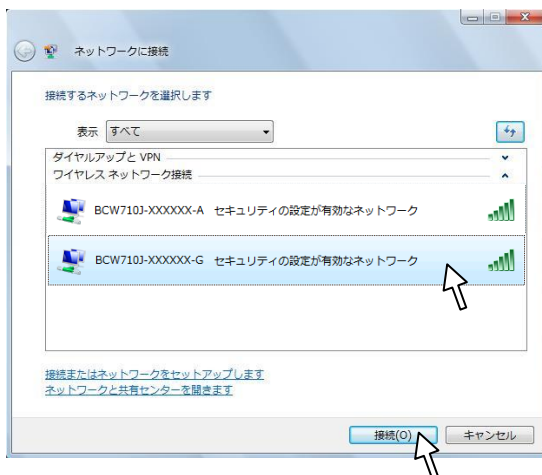 ネットワークに接続
接続するネットワークを選択します
表示 すべて
ダイヤルアップと VPN
ワイヤレス ネットワーク接続
BCW710J-XXXXXX-A セキュリティの設定が有効なネットワーク
BCW710J-XXXXXX-G セキュリティの設定が有効なネットワーク
接続またはネットワークをセットアップします
ネットワークと共有センターを開きます
接続(O) キャンセル